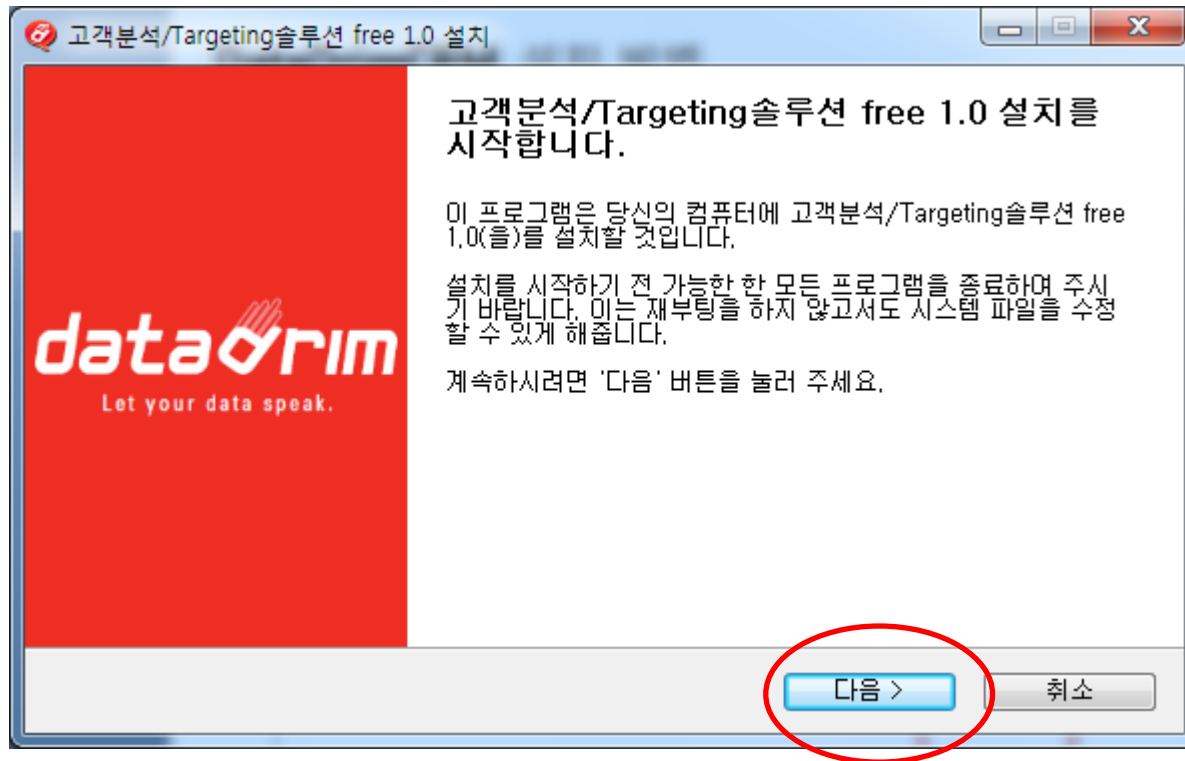 고객분석/Targeting솔루션 free 1.0 설치
고객분석/Targeting솔루션 free 1.0 설치를
시작합니다.
이 프로그램은 당신의 컴퓨터에 고객분석/Targeting솔루션 free
1.0(을)를 설치할 것입니다.
설치를 시작하기 전 가능한 한 모든 프로그램을 종료하여 주시
기 바랍니다. 이는 재부팅을 하지 않고서도 시스템 파일을 수정
할 수 있게 해줍니다.
datadrim
Let your data speak.
계속하시려면 '다음' 버튼을 눌러 주세요.
다음 >
취소